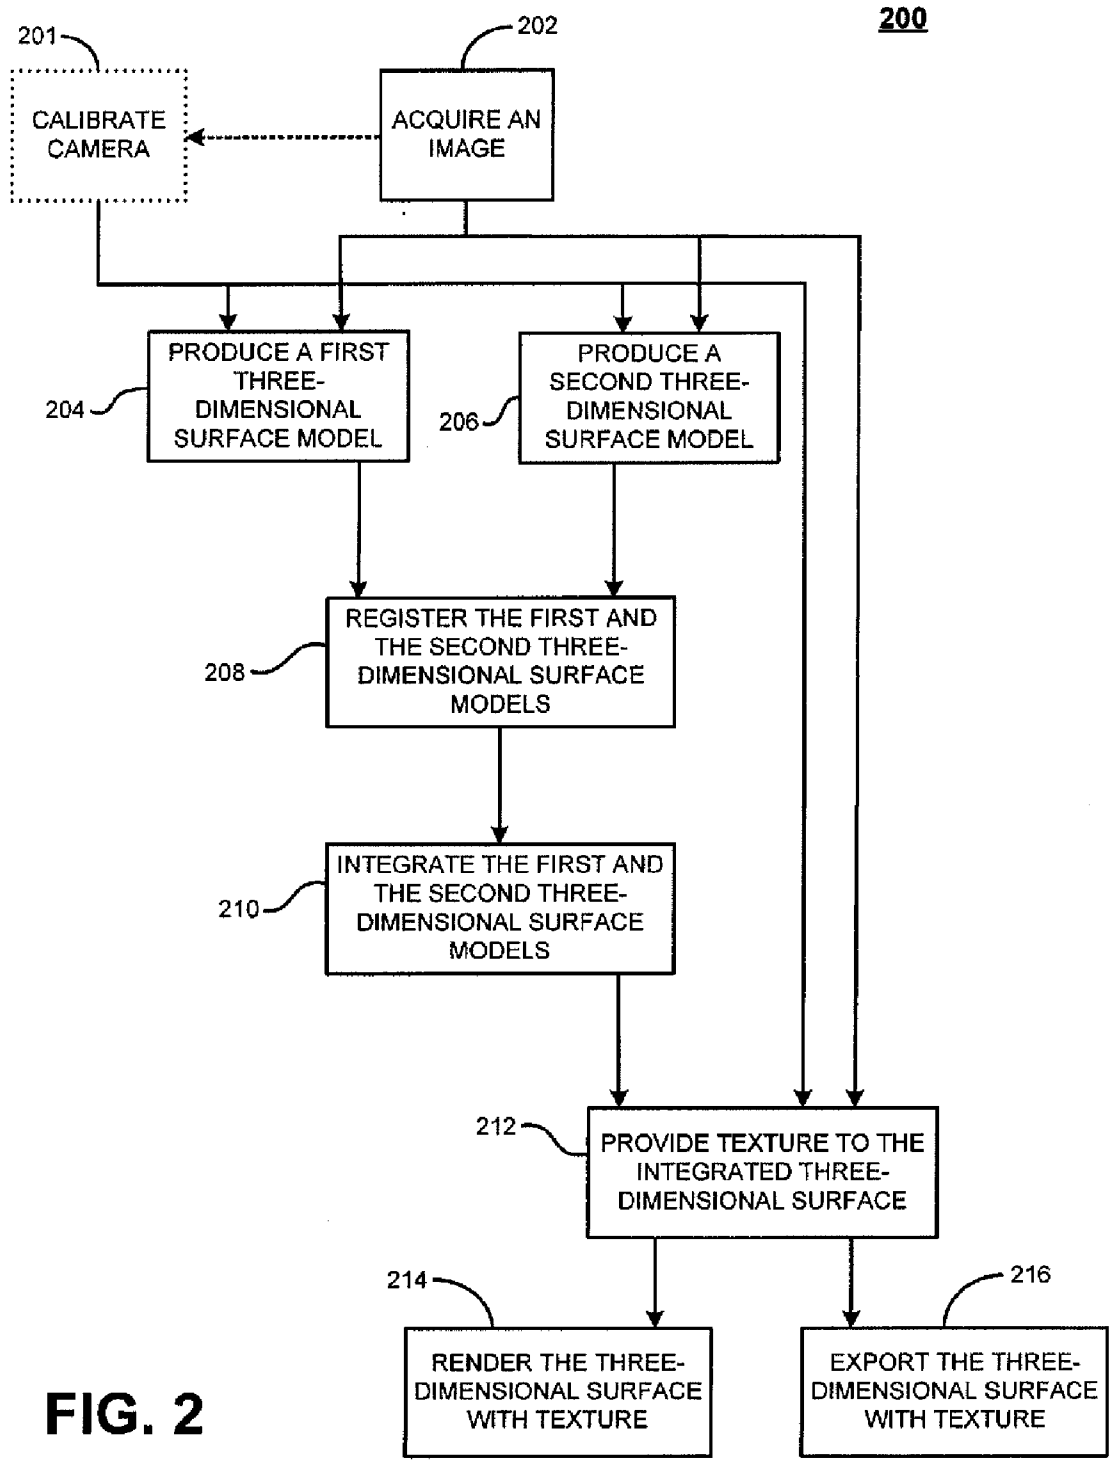 200
201
202
CALIBRATE
CAMERA
ACQUIRE AN
IMAGE
204
PRODUCE A FIRST
THREE-
DIMENSIONAL
SURFACE MODEL
206
PRODUCE A
SECOND THREE-
DIMENSIONAL
SURFACE MODEL
208
REGISTER THE FIRST AND
THE SECOND THREE-
DIMENSIONAL SURFACE
MODELS
210
INTEGRATE THE FIRST AND
THE SECOND THREE-
DIMENSIONAL SURFACE
MODELS
212
PROVIDE TEXTURE TO THE
INTEGRATED THREE-
DIMENSIONAL SURFACE
214
RENDER THE THREE-
DIMENSIONAL SURFACE
WITH TEXTURE
216
EXPORT THE THREE-
DIMENSIONAL SURFACE
WITH TEXTURE
FIG. 2